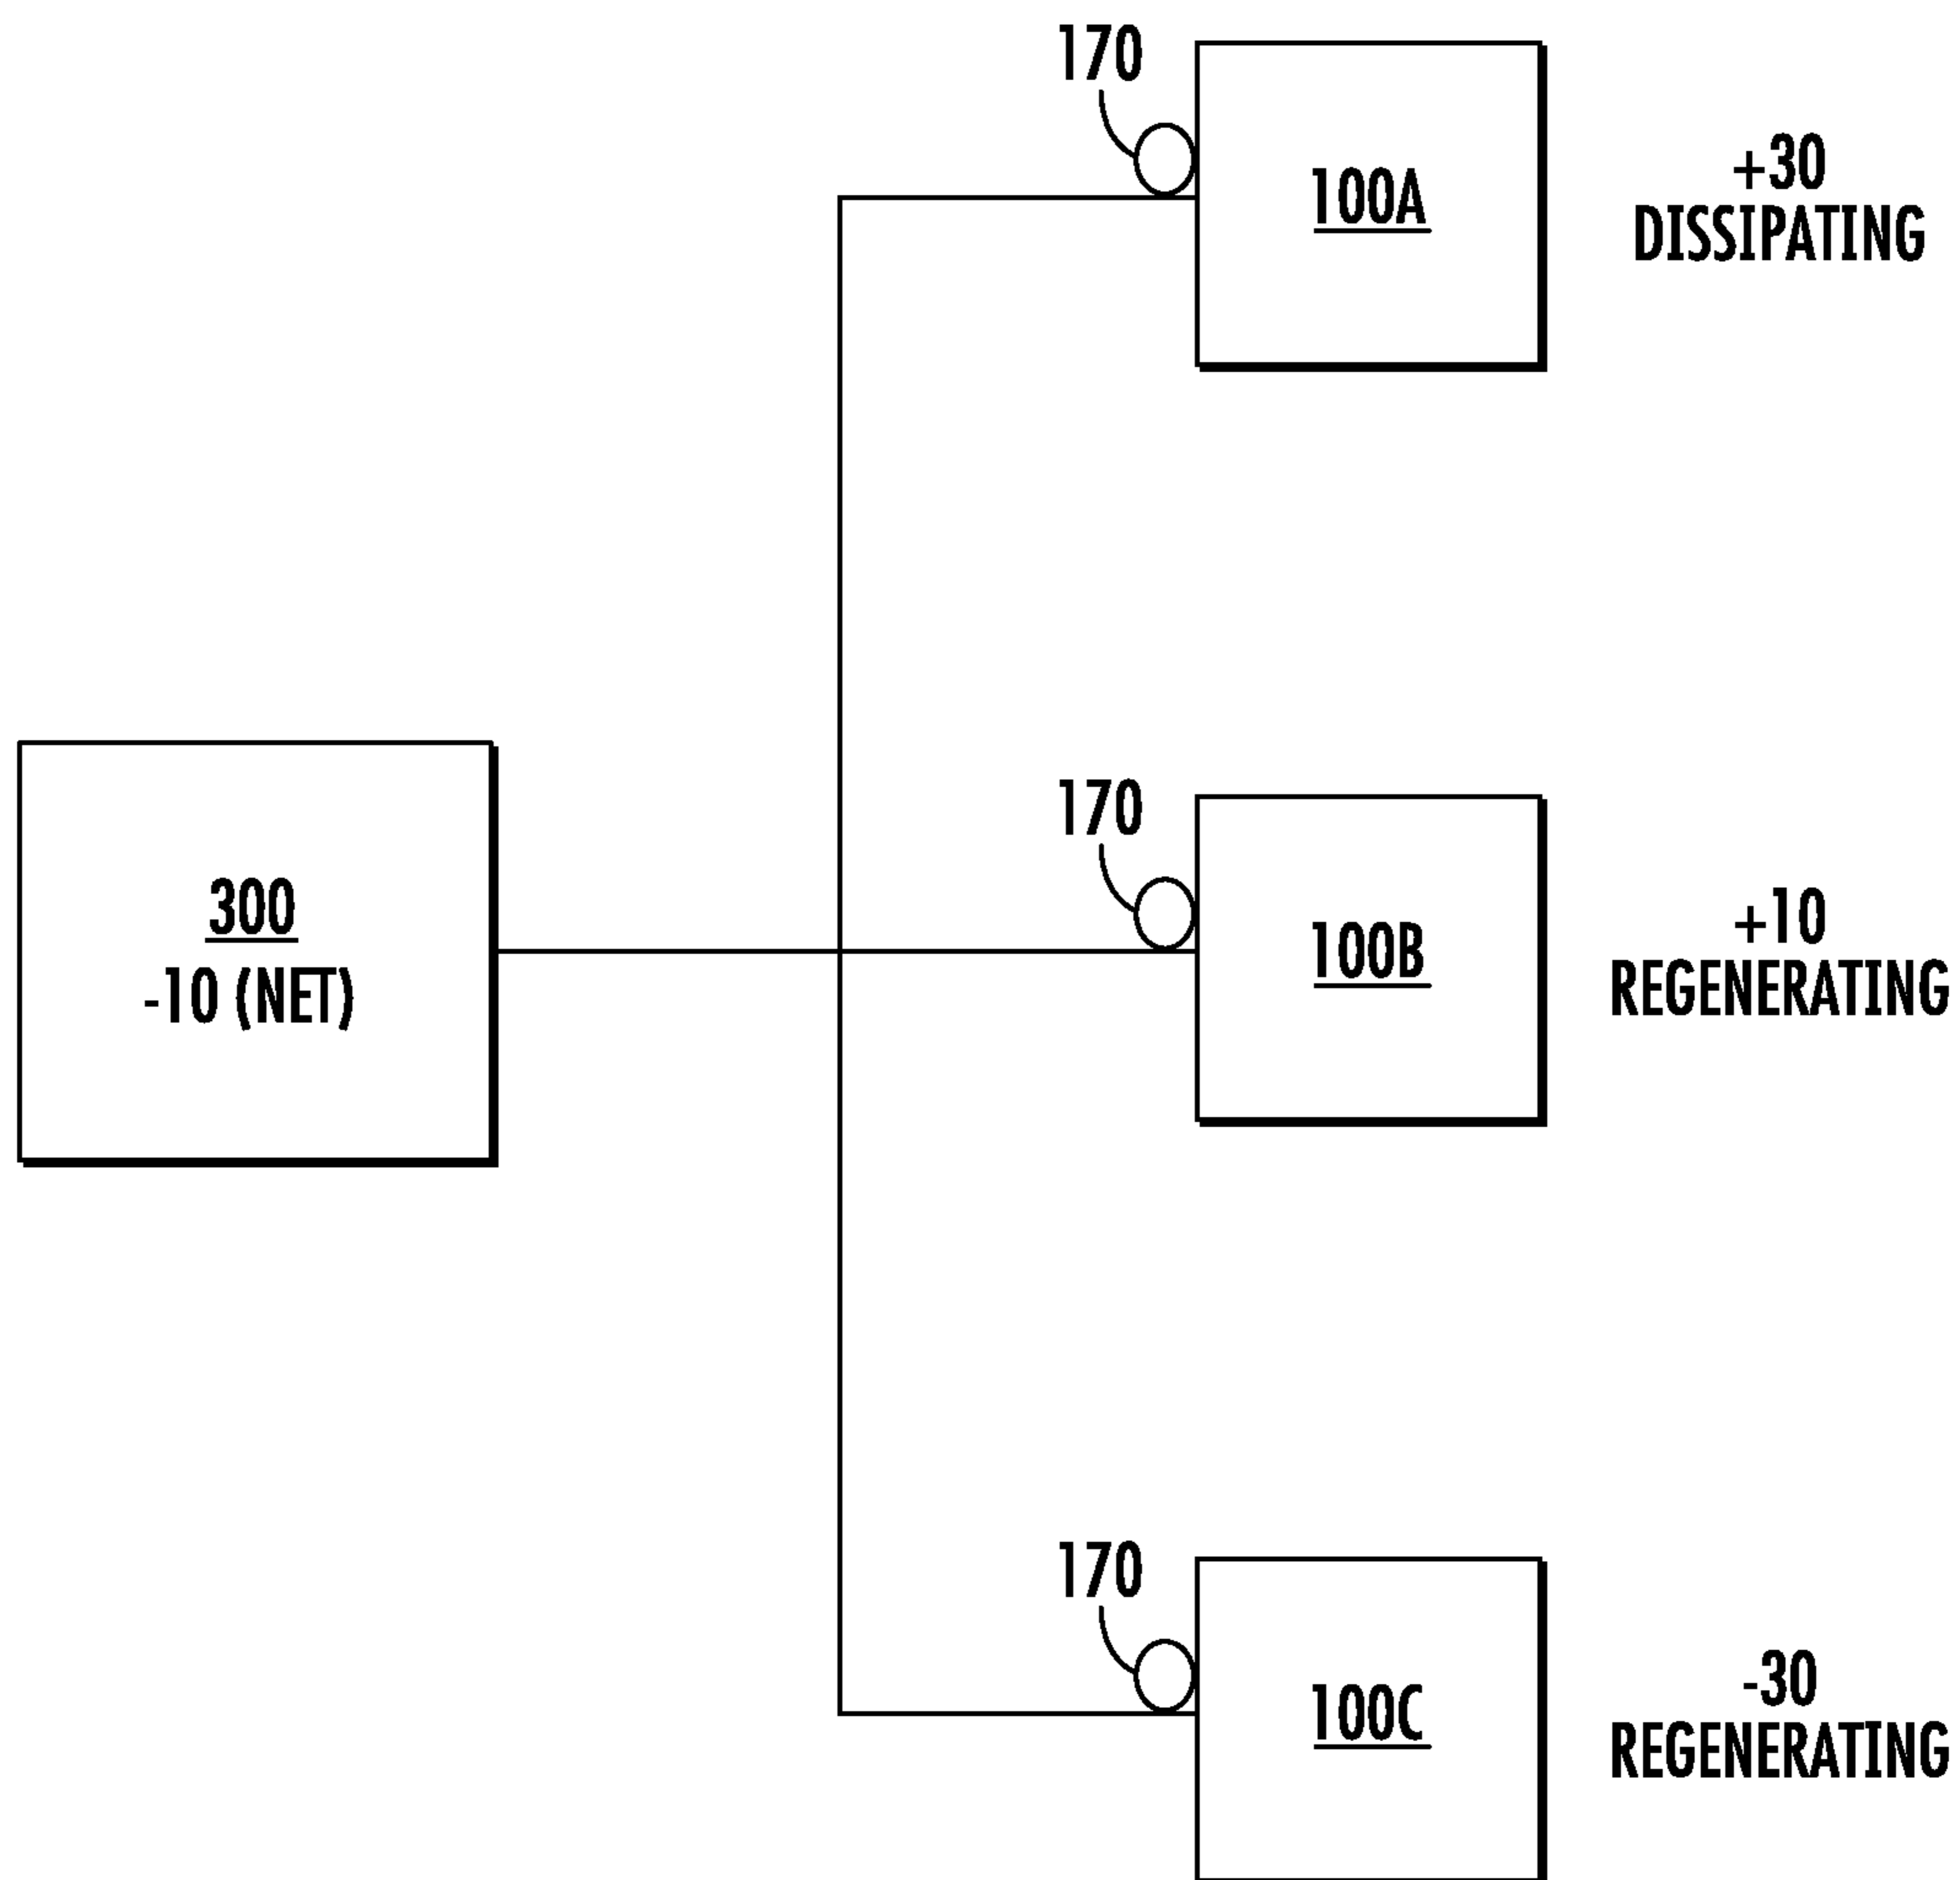 170
100A
+30
DISSIPATING
300
-10 (NET)
170
100B
+10
REGENERATING
170
100C
-30
REGENERATING